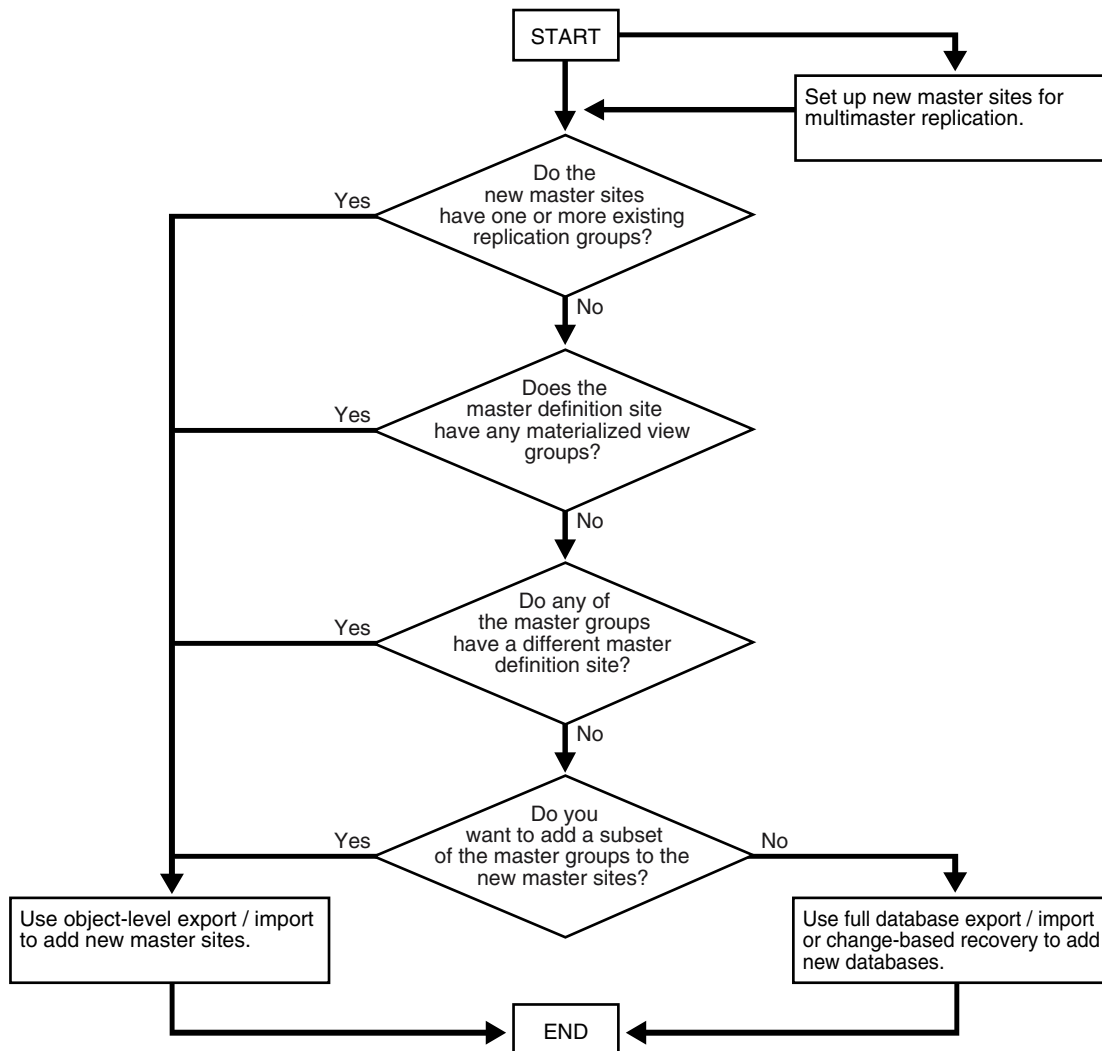 START
Set up new master sites for
multimaster replication.
Do the
new master sites
have one or more existing
replication groups?
Yes
No
Does the
master definition site
have any materialized view
groups?
Yes
No
Do any of
the master groups
have a different master
definition site?
Yes
No
Do you
want to add a subset
of the master groups to the
new master sites?
Yes
No
Use object-level export / import
to add new master sites.
Use full database export / import
or change-based recovery to add
new databases.
END